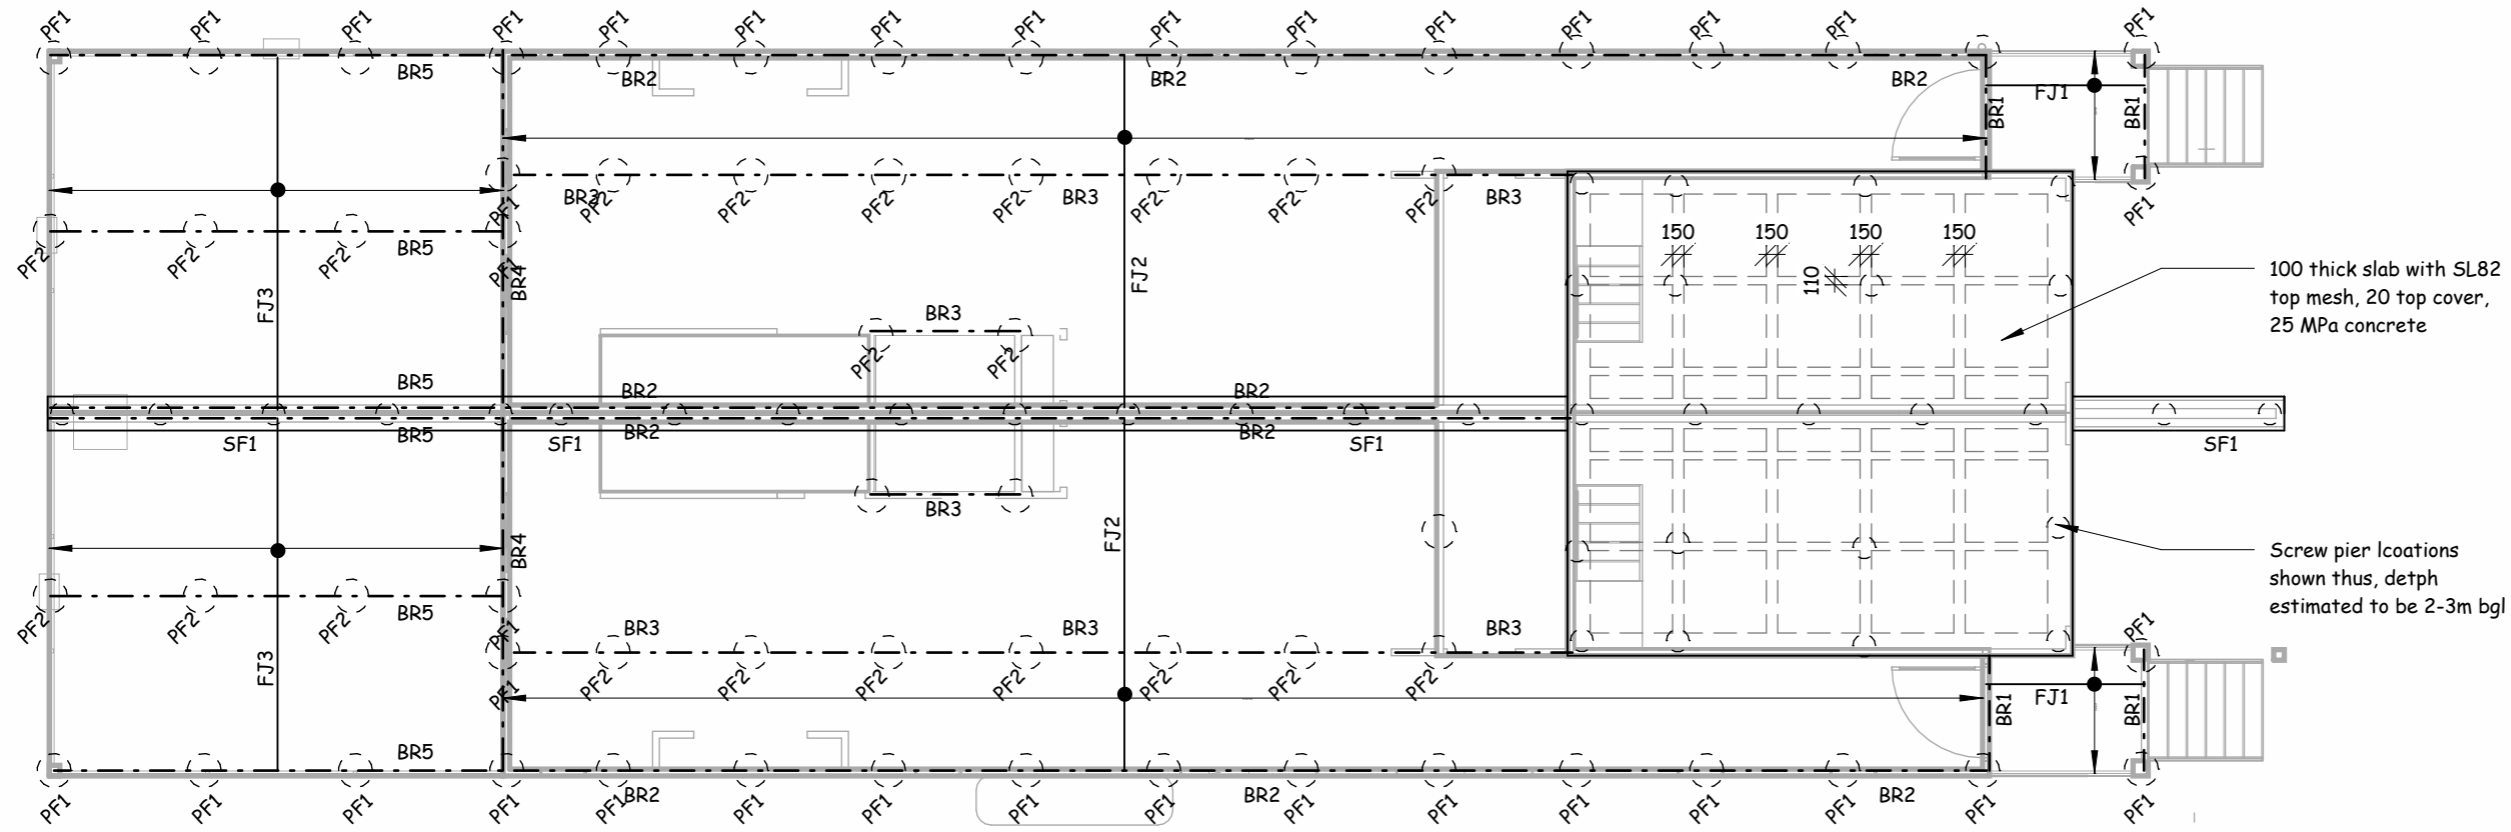 PF1 PF1 PF1 PF1 PF1 PF1 PF1 PF1 PF1 PF1 PF1 PF1 PF1 PF1 PF1
BR5 BR2 BR2 BR2 FJ1
BR1 BR1
BR3 PF2 PF2 PF2 PF2 BR3 PF2 PF2 PF2 BR3
PF1 PF1
PF2 PF2 PF2 BR5 PF1
BR4
FJ3
FJ2
150 150 150 150
110
100 thick slab with SL82
top mesh, 20 top cover,
25 MPa concrete
BR3
PF2 PF2
BR5 BR2 BR2
BR5 BR2 BR2
SF1 SF1 SF1 SF1
BR3
BR4
FJ2
Screw pier lcoations
shown thus, detph
estimated to be 2-3m bgl
PF2 PF2 PF2 BR5 PF1
BR3 BR3 BR3
PF1
FJ3
PF1 PF2 PF2 PF2 PF2 PF2 PF2 PF2
BR1 FJ1 BR1
BR5
BR2 BR2 BR2
PF1 PF1 PF1 PF1 PF1 PF1 PF1 PF1 PF1 PF1 PF1 PF1 PF1 PF1 PF1 PF1